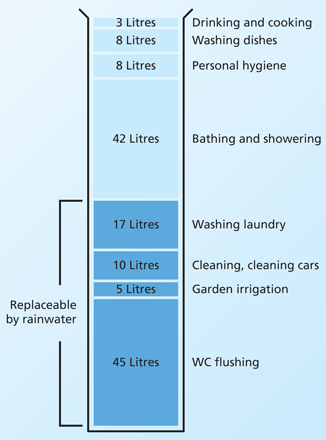 3 Litres Drinking and cooking
8 Litres Washing dishes
8 Litres Personal hygiene
42 Litres Bathing and showering
17 Litres Washing laundry
10 Litres Cleaning, cleaning cars
5 Litres Garden irrigation
Replaceable
by rainwater
45 Litres WC flushing